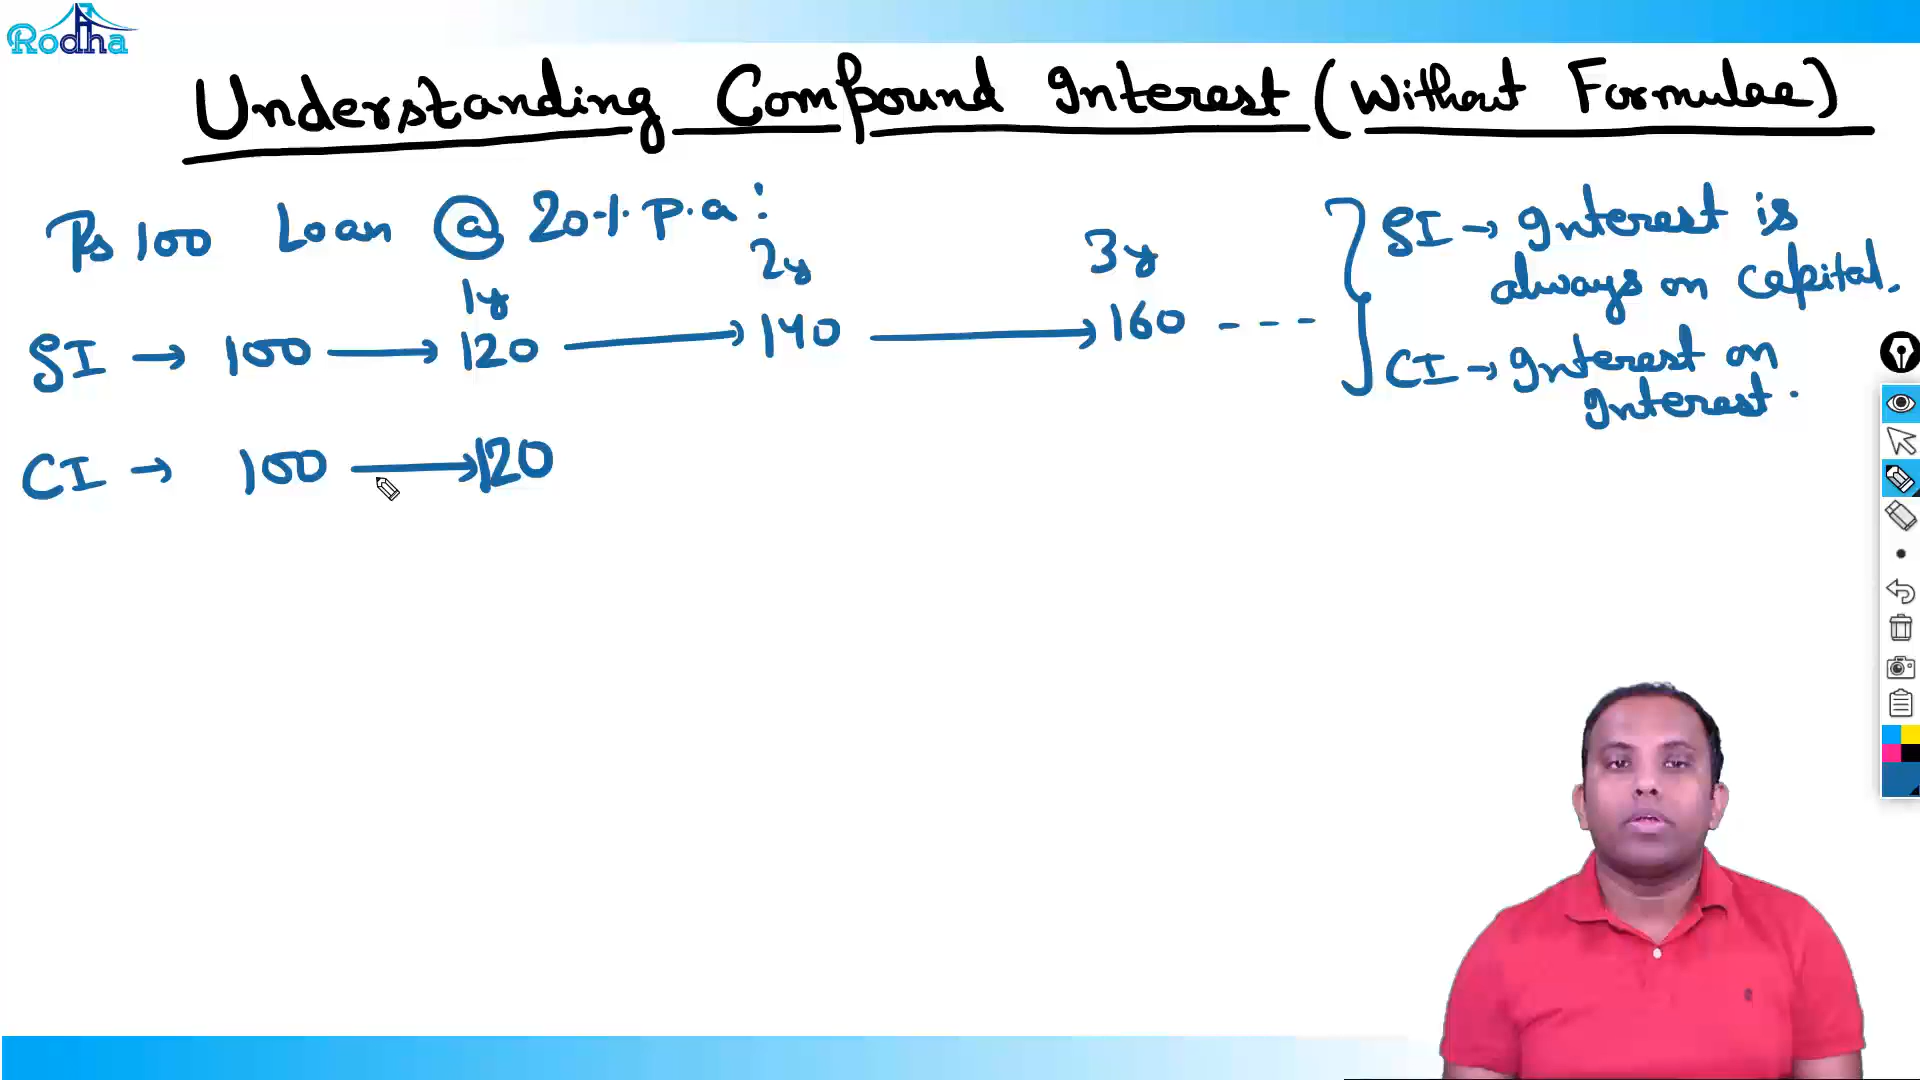 Rodha
Understanding Compound Interest (Without Formulae)
Rs 100 Loan @ 20% p.a :
1y 2y 3y
SI → 100 → 120 → 140 → 160 - - -
CI → 100 → 120
SI → Interest is
always on capital.
CI → Interest on
Interest.